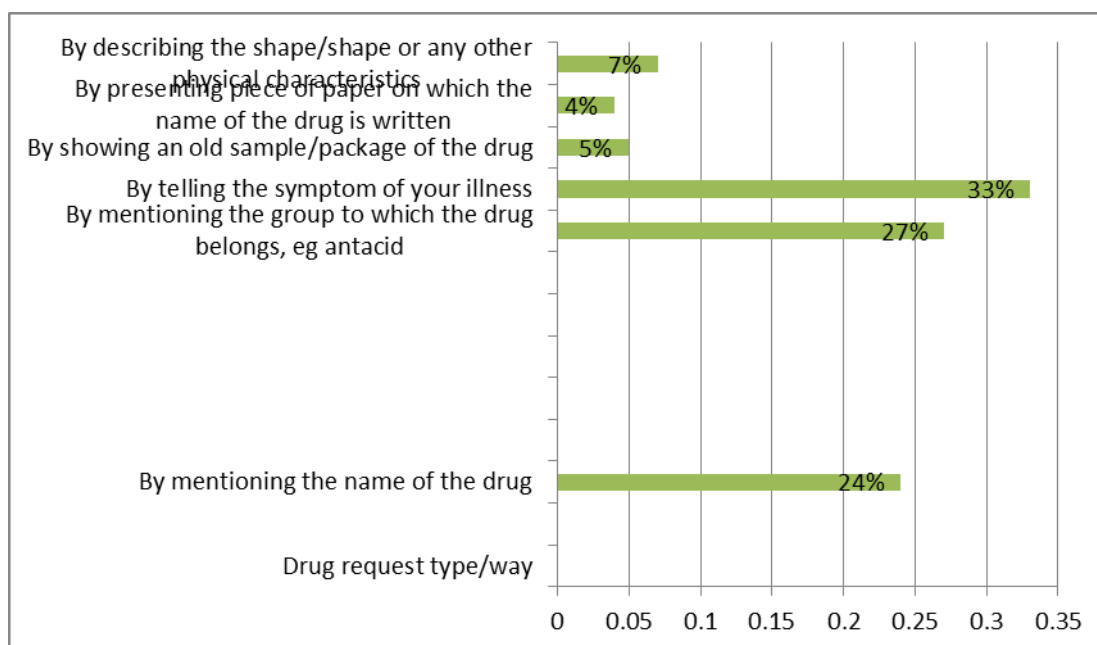 By describing the shape/shape or any other
physical characteristics
7%
By presenting piece of paper on which the
name of the drug is written
4%
By showing an old sample/package of the drug
5%
By telling the symptom of your illness
33%
By mentioning the group to which the drug
belongs, eg antacid
27%
By mentioning the name of the drug
24%
Drug request type/way
0 0.05 0.1 0.15 0.2 0.25 0.3 0.35